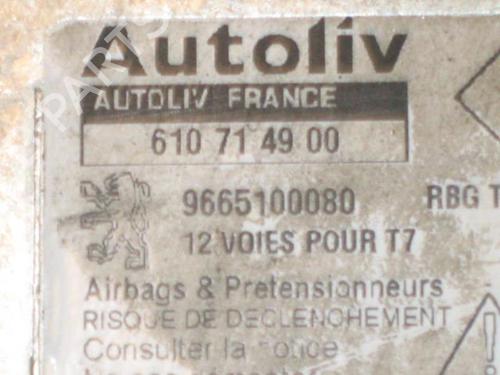 Autoliv
AUTOLIV FRANCE
610 71 49 00
9665100080 RBG T
12 VOIES POUR T7
Airbags & Pretensionneurs
RISQUE DE DECLENCHEMENT
Consulter la notice